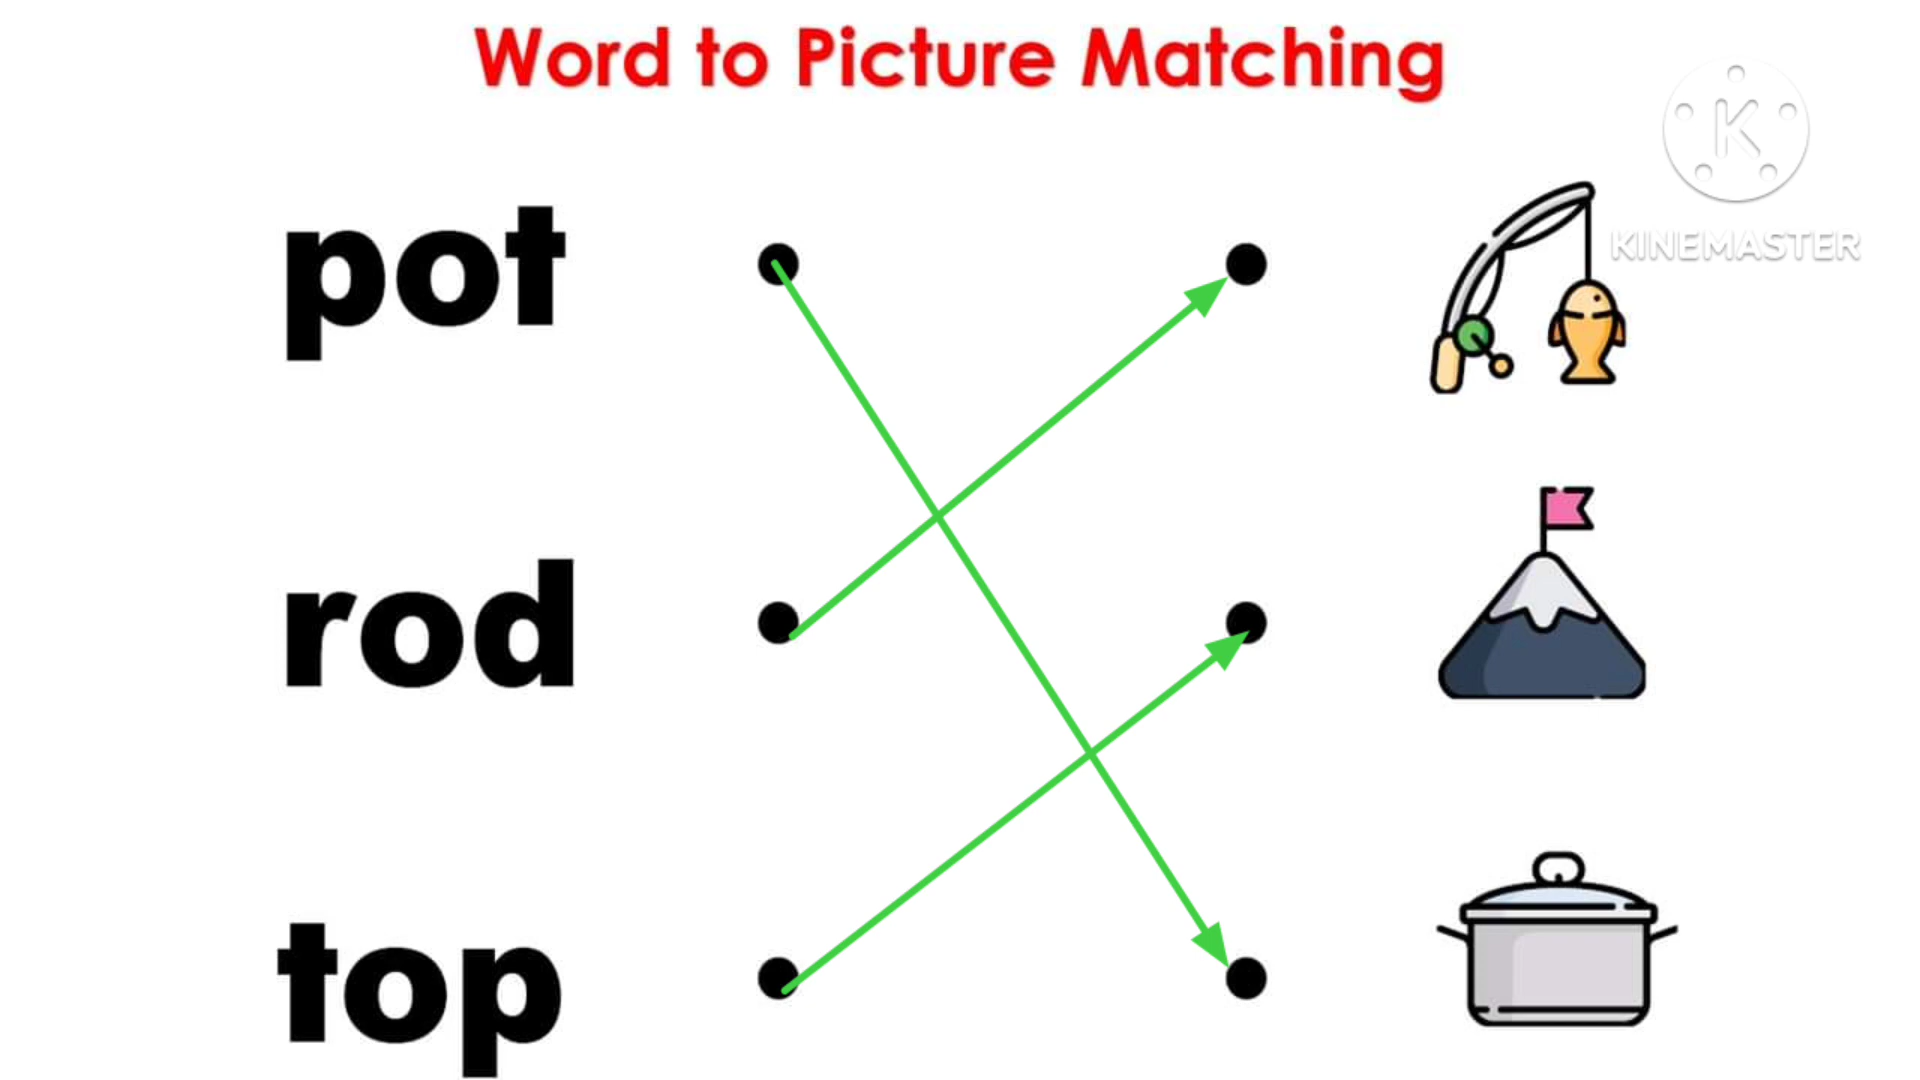 Word to Picture Matching
K
KINEMASTER
pot
rod
top